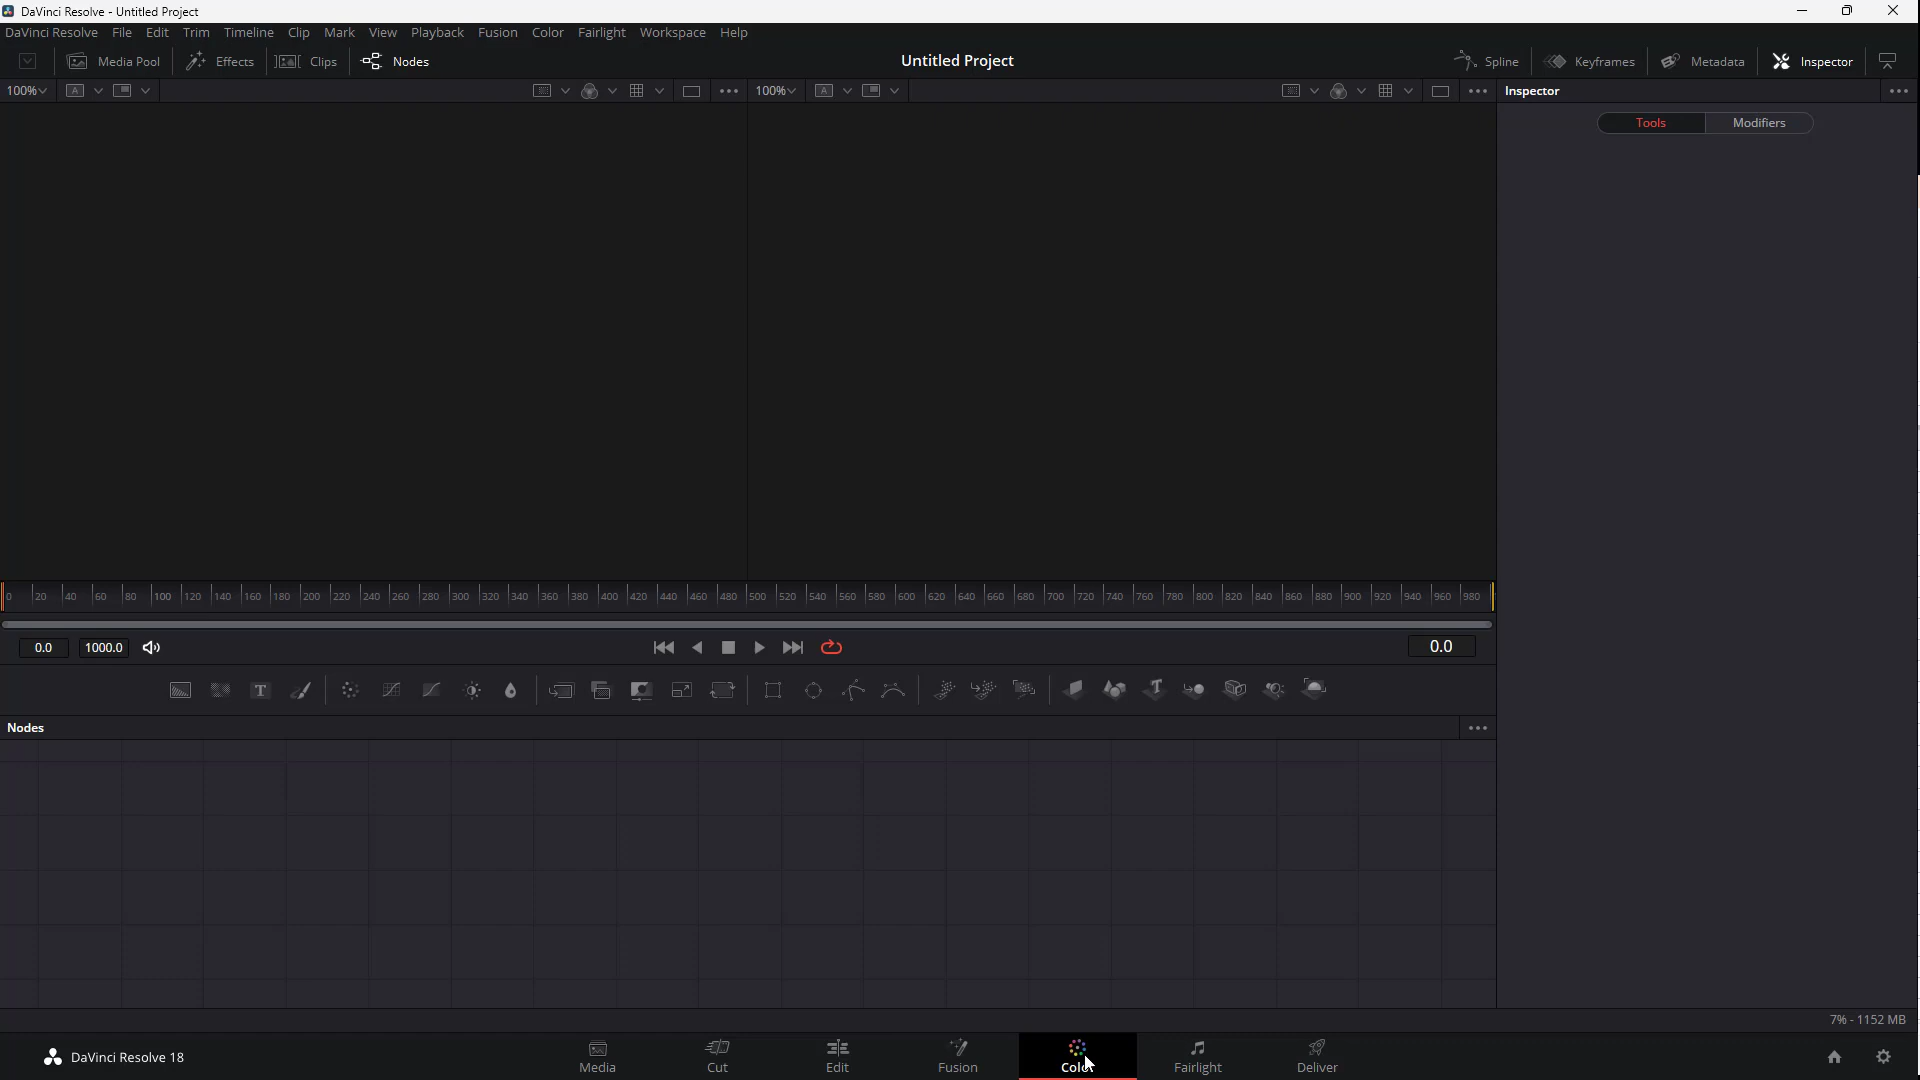 DaVinci Resolve - Untitled Project
DaVinci Resolve File Edit Trim Timeline Clip Mark View Playback Fusion Color Fairlight Workspace Help
Media Pool Effects Clips Nodes Untitled Project Spline Keyframes Metadata Inspector
100% A 100% A Inspector
Tools Modifiers
0 20 40 60 80 100 120 140 160 180 200 220 240 260 280 300 320 340 360 380 400 420 440 460 480 500 520 540 560 580 600 620 640 660 680 700 720 740 760 780 800 820 840 860 880 900 920 940 960 980
0.0 1000.0 0.0
T T
Nodes
7% - 1152 MB
DaVinci Resolve 18 Media Cut Edit Fusion Color Fairlight Deliver